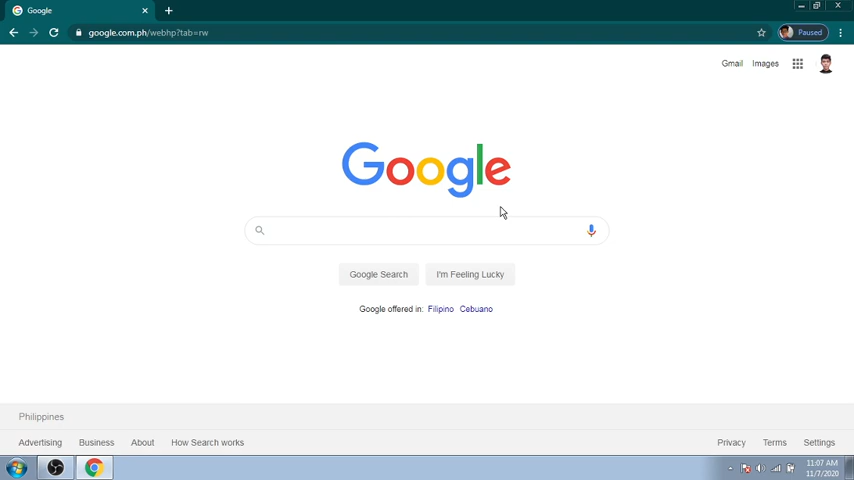 Google
google.com.ph/webhp?tab=rw
Paused
Gmail Images
Google
Google Search I'm Feeling Lucky
Google offered in: Filipino Cebuano
Philippines
Advertising Business About How Search works Privacy Terms Settings
11:07 AM
11/7/2020